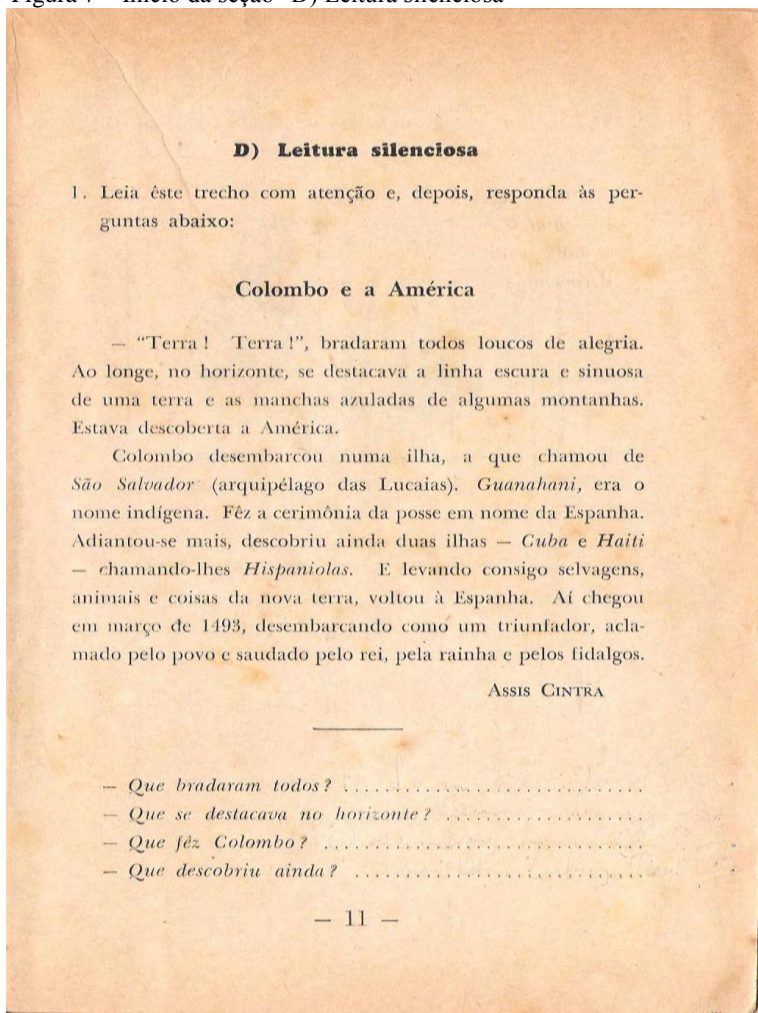 Figura 7 – Início da seção "D) Leitura silenciosa"
D) Leitura silenciosa
1. Leia êste trecho com atenção e, depois, responda às per-
guntas abaixo:
Colombo e a América
— "Terra ! Terra !", bradaram todos loucos de alegria.
Ao longe, no horizonte, se destacava a linha escura e sinuosa
de uma terra e as manchas azuladas de algumas montanhas.
Estava descoberta a América.
Colombo desembarcou numa ilha, a que chamou de
São Salvador (arquipélago das Lucaias). Guanahani, era o
nome indígena. Fêz a cerimônia da posse em nome da Espanha.
Adiantou-se mais, descobriu ainda duas ilhas — Cuba e Haiti
— chamando-lhes Hispaniolas. E levando consigo selvagens,
animais e coisas da nova terra, voltou à Espanha. Aí chegou
em março de 1493, desembarcando como um triunfador, acla-
mado pelo povo e saudado pelo rei, pela rainha e pelos fidalgos.
Assis Cintra
— Que bradaram todos ? ..............................
— Que se destacava no horizonte ? ....................
— Que fêz Colombo ? ................................
— Que descobriu ainda ? .............................
— 11 —